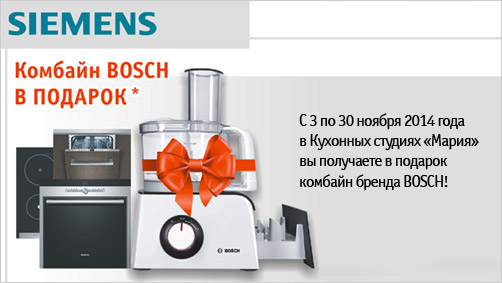 SIEMENS
Комбайн BOSCH
В ПОДАРОК *
С 3 по 30 ноября 2014 года
в Кухонных студиях «Мария»
вы получаете в подарок
комбайн бренда BOSCH!
BOSCH